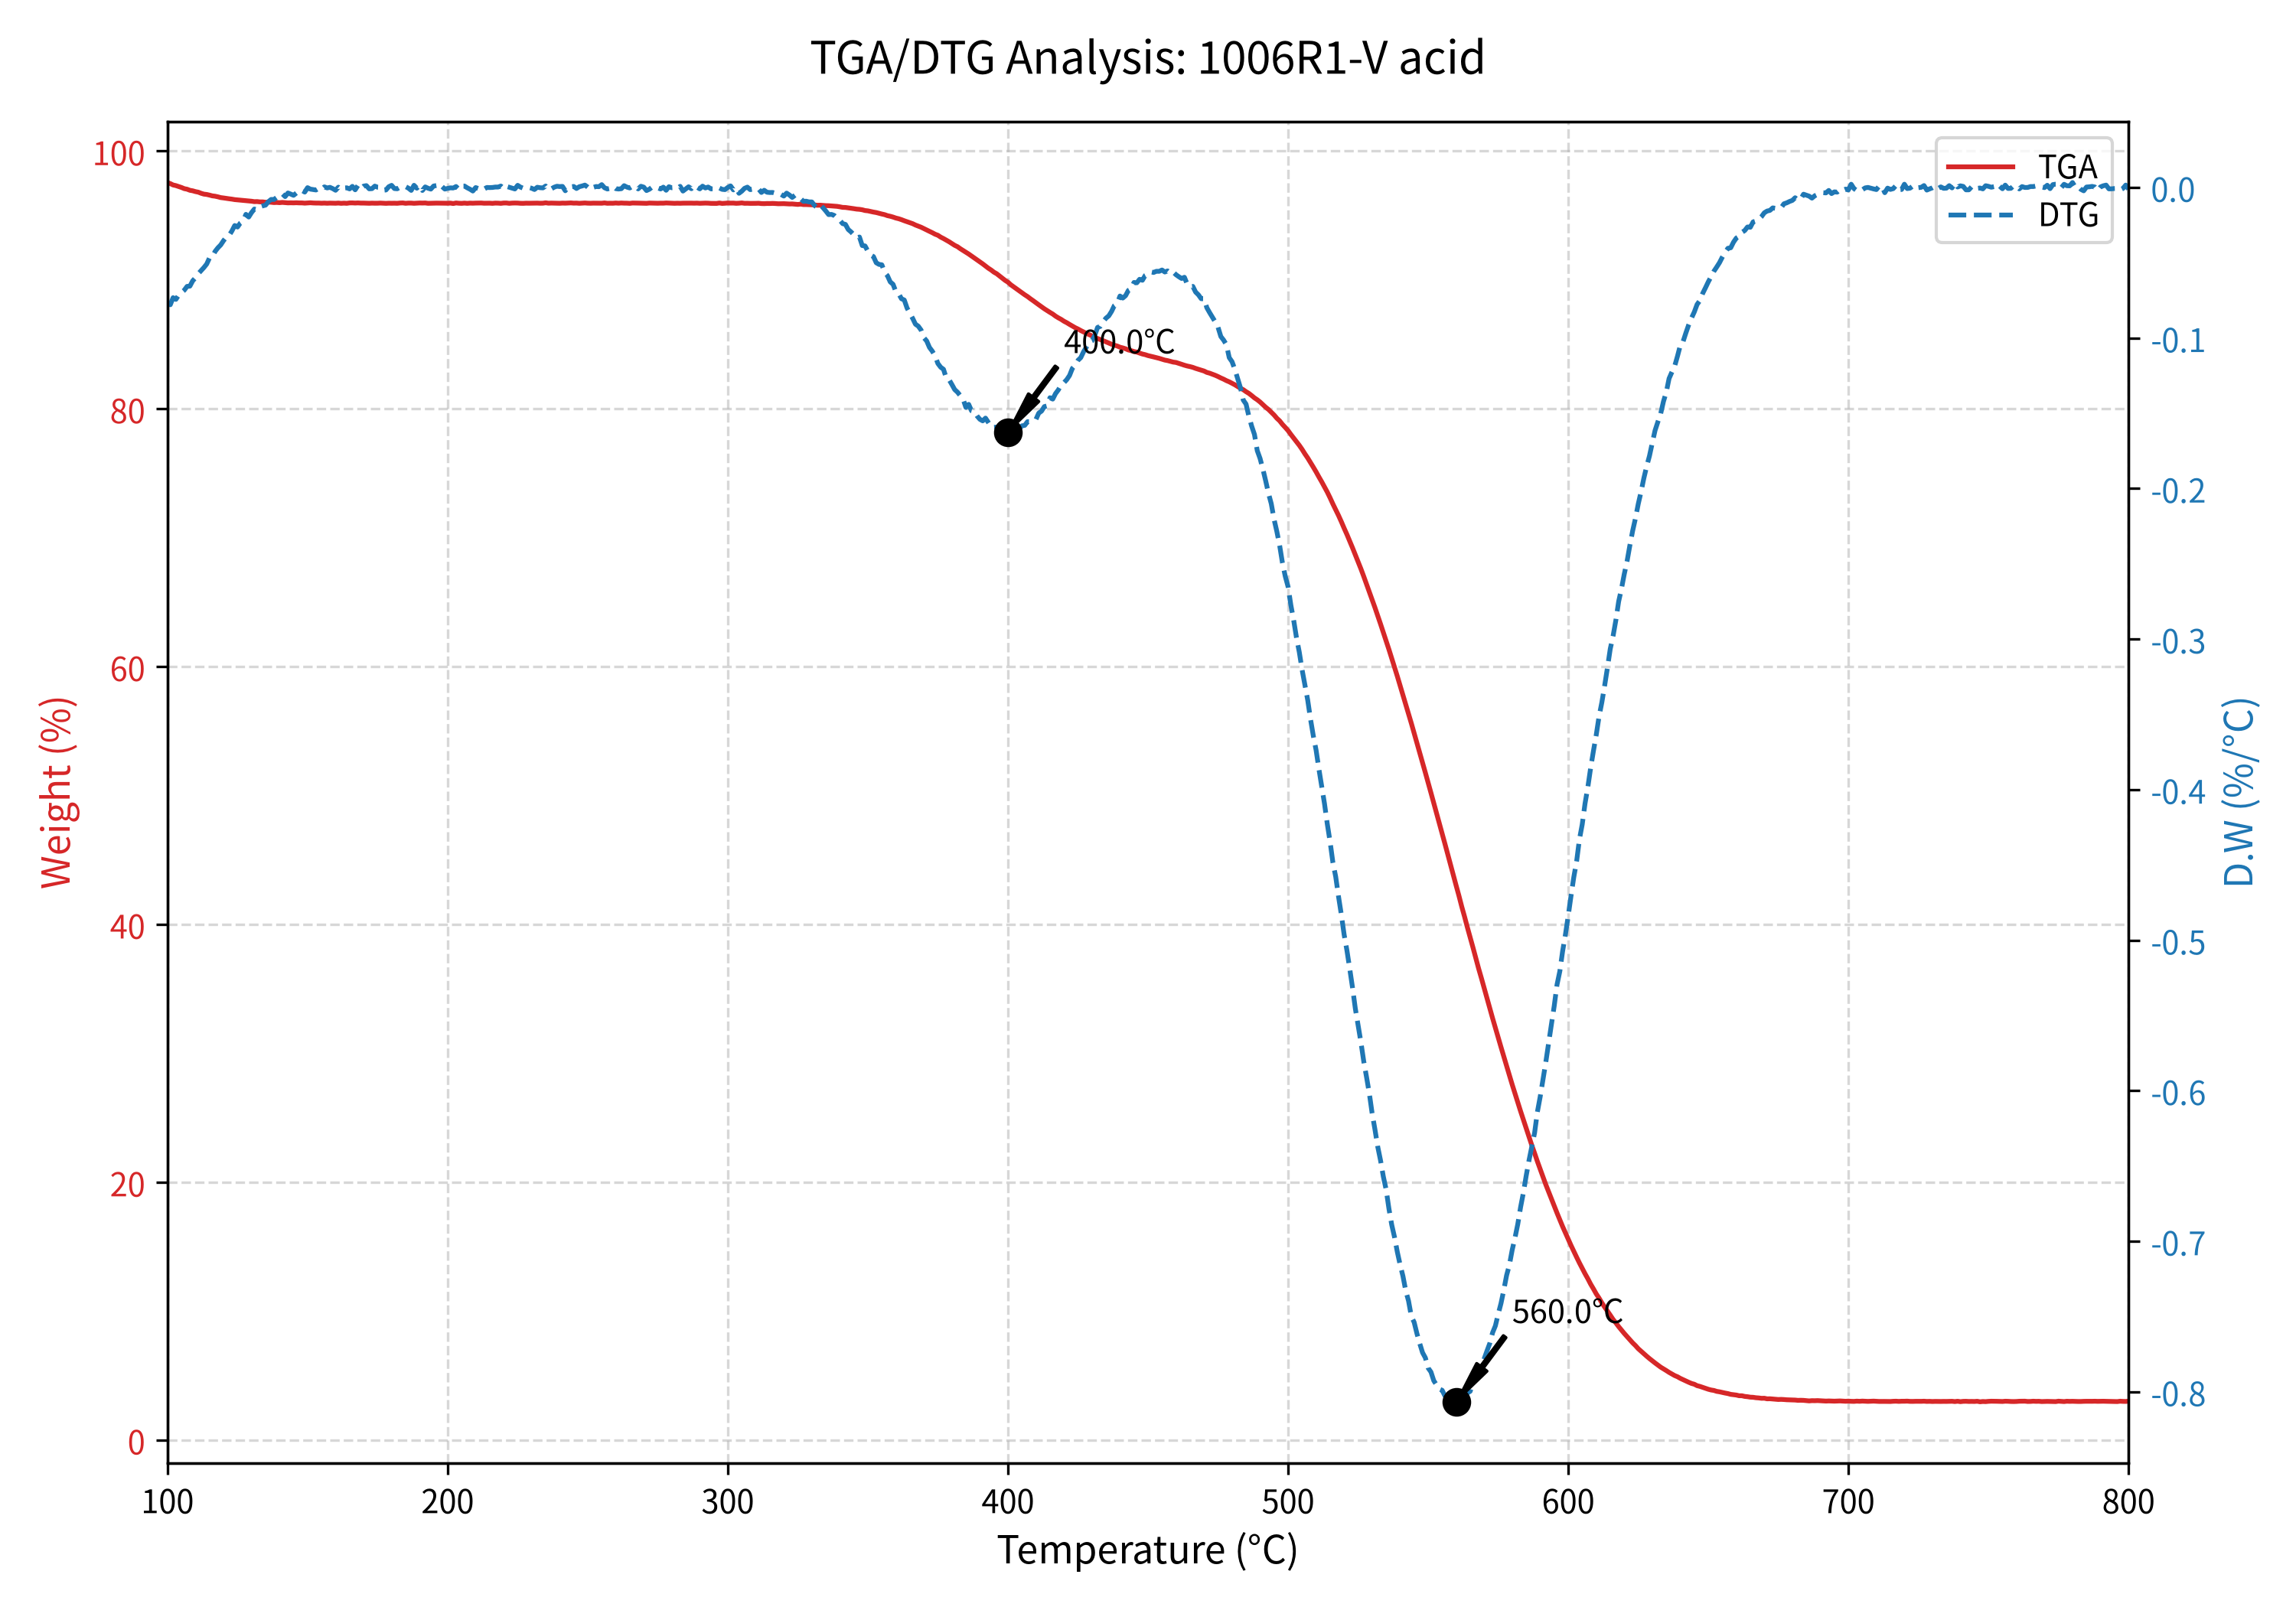 TGA/DTG Analysis: 1006R1-V acid
TGA
DTG
100
80
60
40
20
0
Weight (%)
0.0
-0.1
-0.2
-0.3
-0.4
-0.5
-0.6
-0.7
-0.8
D.W (%/°C)
400.0°C
560.0°C
100 200 300 400 500 600 700 800
Temperature (°C)